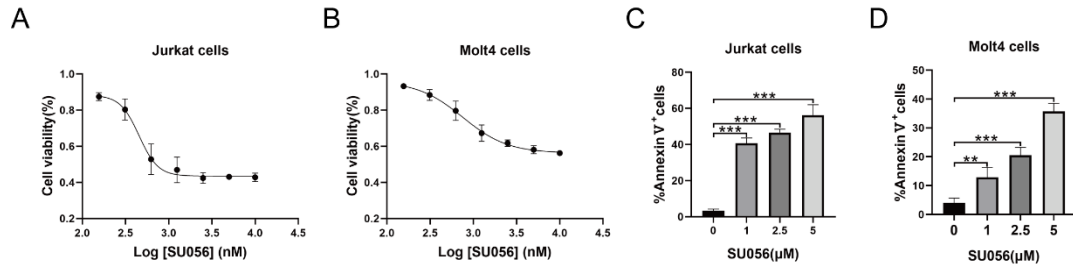 A
Jurkat cells
Cell viability(%)
1.0
0.8
0.6
0.4
0.2
2.0 2.5 3.0 3.5 4.0 4.5
Log [SU056] (nM)
B
Molt4 cells
Cell viability(%)
1.0
0.8
0.6
0.4
0.2
2.0 2.5 3.0 3.5 4.0 4.5
Log [SU056] (nM)
C
Jurkat cells
%Annexin V+cells
80
60
40
20
0
***
***
***
0 1 2.5 5
SU056(μM)
D
Molt4 cells
%Annexin V+cells
50
40
30
20
10
0
***
***
**
0 1 2.5 5
SU056(μM)